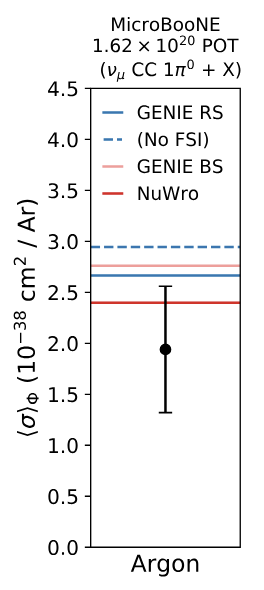 MicroBooNE
1.62 × 10²⁰ POT
(νμ CC 1π⁰ + X)
GENIE RS
(No FSI)
GENIE BS
NuWro
4.5
4.0
3.5
3.0
2.5
2.0
1.5
1.0
0.5
0.0
⟨σ⟩Φ (10⁻³⁸ cm² / Ar)
Argon